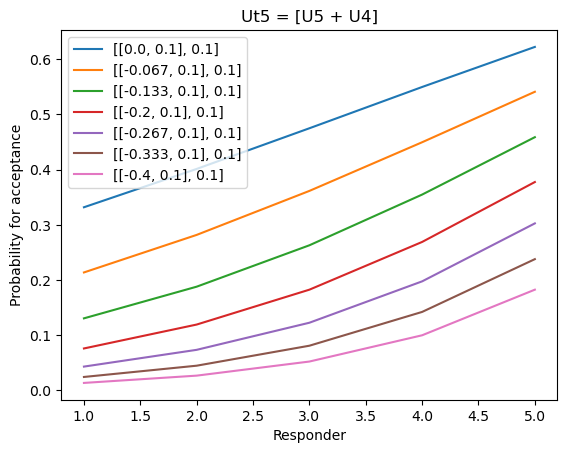 Ut5 = [U5 + U4]
[[0.0, 0.1], 0.1]
[[-0.067, 0.1], 0.1]
[[-0.133, 0.1], 0.1]
[[-0.2, 0.1], 0.1]
[[-0.267, 0.1], 0.1]
[[-0.333, 0.1], 0.1]
[[-0.4, 0.1], 0.1]
Probability for acceptance
0.6
0.5
0.4
0.3
0.2
0.1
0.0
1.0 1.5 2.0 2.5 3.0 3.5 4.0 4.5 5.0
Responder